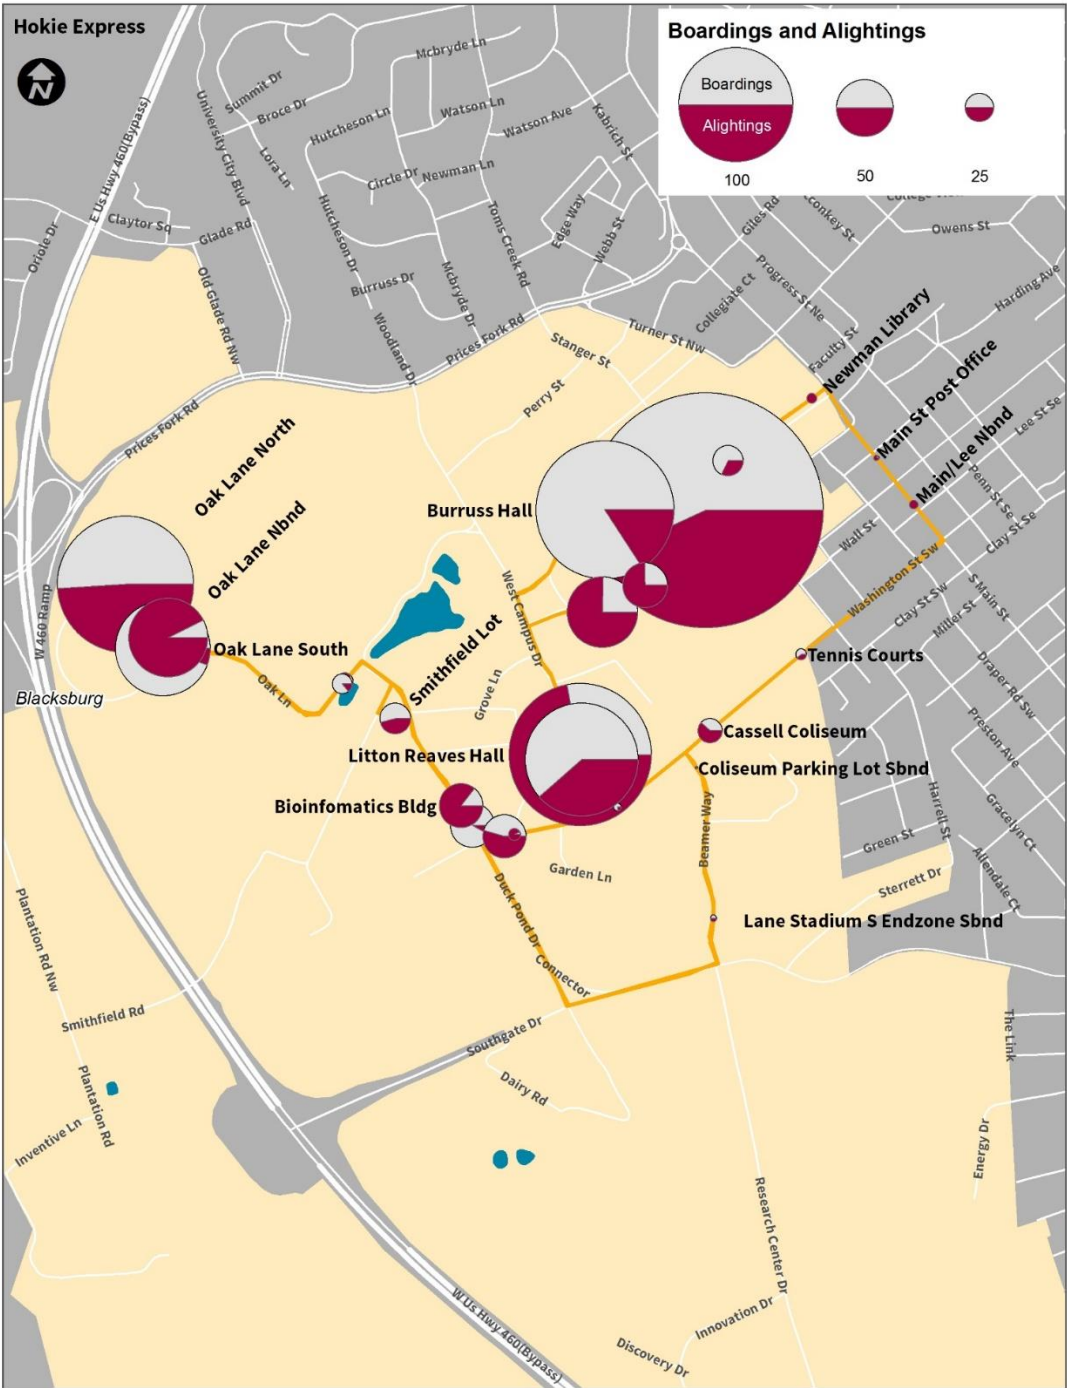 Hokie Express
N
Boardings and Alightings
Boardings
Alightings
100
50
25
Mcbryde Ln
Summit Dr
Broce Dr
Watson Ln
Hutcheson Ln
Watson Ave
Kabrich St
E Us Hwy 460(Bypass)
University City Blvd
Lora Ln
Circle Dr
Newman Ln
Claytor Sq
Oriole Dr
Glade Rd
Hutcheson Dr
Toms Creek Rd
Edge Way
Webb St
Giles Rd
Owens St
Old Glade Rd Nw
Burruss Dr
Mcbryde Dr
Collegiate Ct
Progress St Ne
Harding Ave
Woodland Dr
Prices Fork Rd
Stanger St
Turner St Nw
Faculty St
Newman Library
Perry St
Main St Post Office
Lee St Se
Prices Fork Rd
Oak Lane North
Main/Lee Nbnd
Penn St Se
Burruss Hall
Oak Lane Nbnd
Wall St
Clay St Se
Washington St Sw
W 460 Ramp
West Campus Dr
S Main St
Clay St Sw
Miller St
Oak Lane South
Smithfield Lot
Tennis Courts
Draper Rd Sw
Blacksburg
Oak Ln
Grove Ln
Preston Ave
Cassell Coliseum
Litton Reaves Hall
Coliseum Parking Lot Sbnd
Bioinfomatics Bldg
Harrell St
Gracelyn Ct
Beamer Way
Green St
Allendale Ct
Garden Ln
Sterrett Dr
Plantation Rd Nw
Duck Pond Dr
Lane Stadium S Endzone Sbnd
Connector
Smithfield Rd
Southgate Dr
The Link
Plantation Rd
Dairy Rd
Inventive Ln
Energy Dr
Research Center Dr
W Us Hwy 460(Bypass)
Innovation Dr
Discovery Dr